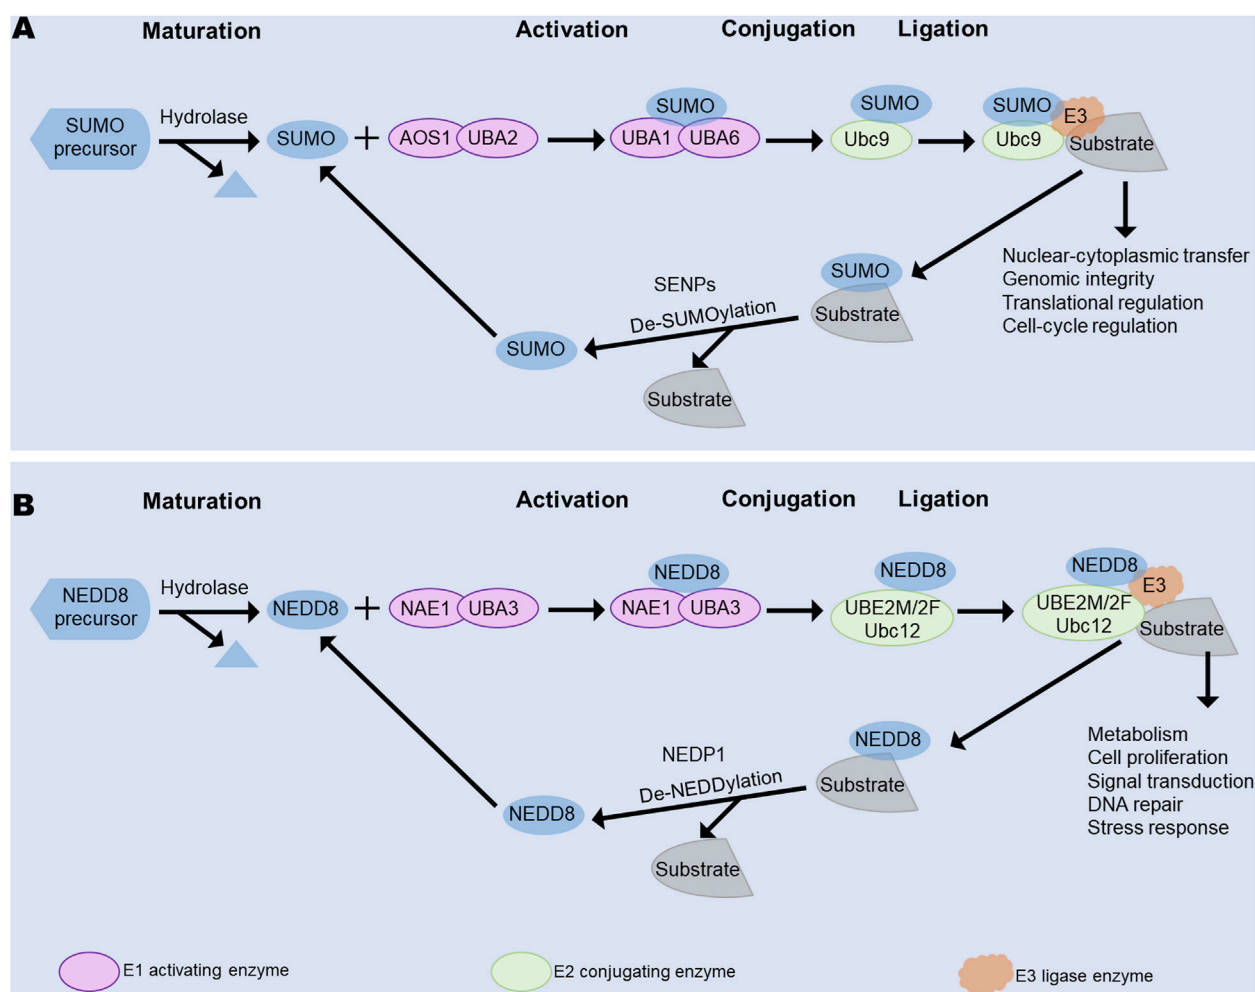 A
Maturation
Activation
Conjugation
Ligation
SUMO
precursor
Hydrolase
SUMO
+
AOS1
UBA2
SUMO
UBA1
UBA6
SUMO
Ubc9
SUMO
Ubc9
E3
Substrate
Nuclear-cytoplasmic transfer
Genomic integrity
Translational regulation
Cell-cycle regulation
SUMO
Substrate
SENPs
De-SUMOylation
SUMO
Substrate
B
Maturation
Activation
Conjugation
Ligation
NEDD8
precursor
Hydrolase
NEDD8
+
NAE1
UBA3
NEDD8
NAE1
UBA3
NEDD8
UBE2M/2F
Ubc12
NEDD8
UBE2M/2F
Ubc12
E3
Substrate
Metabolism
Cell proliferation
Signal transduction
DNA repair
Stress response
NEDD8
Substrate
NEDP1
De-NEDDylation
NEDD8
Substrate
E1 activating enzyme
E2 conjugating enzyme
E3 ligase enzyme